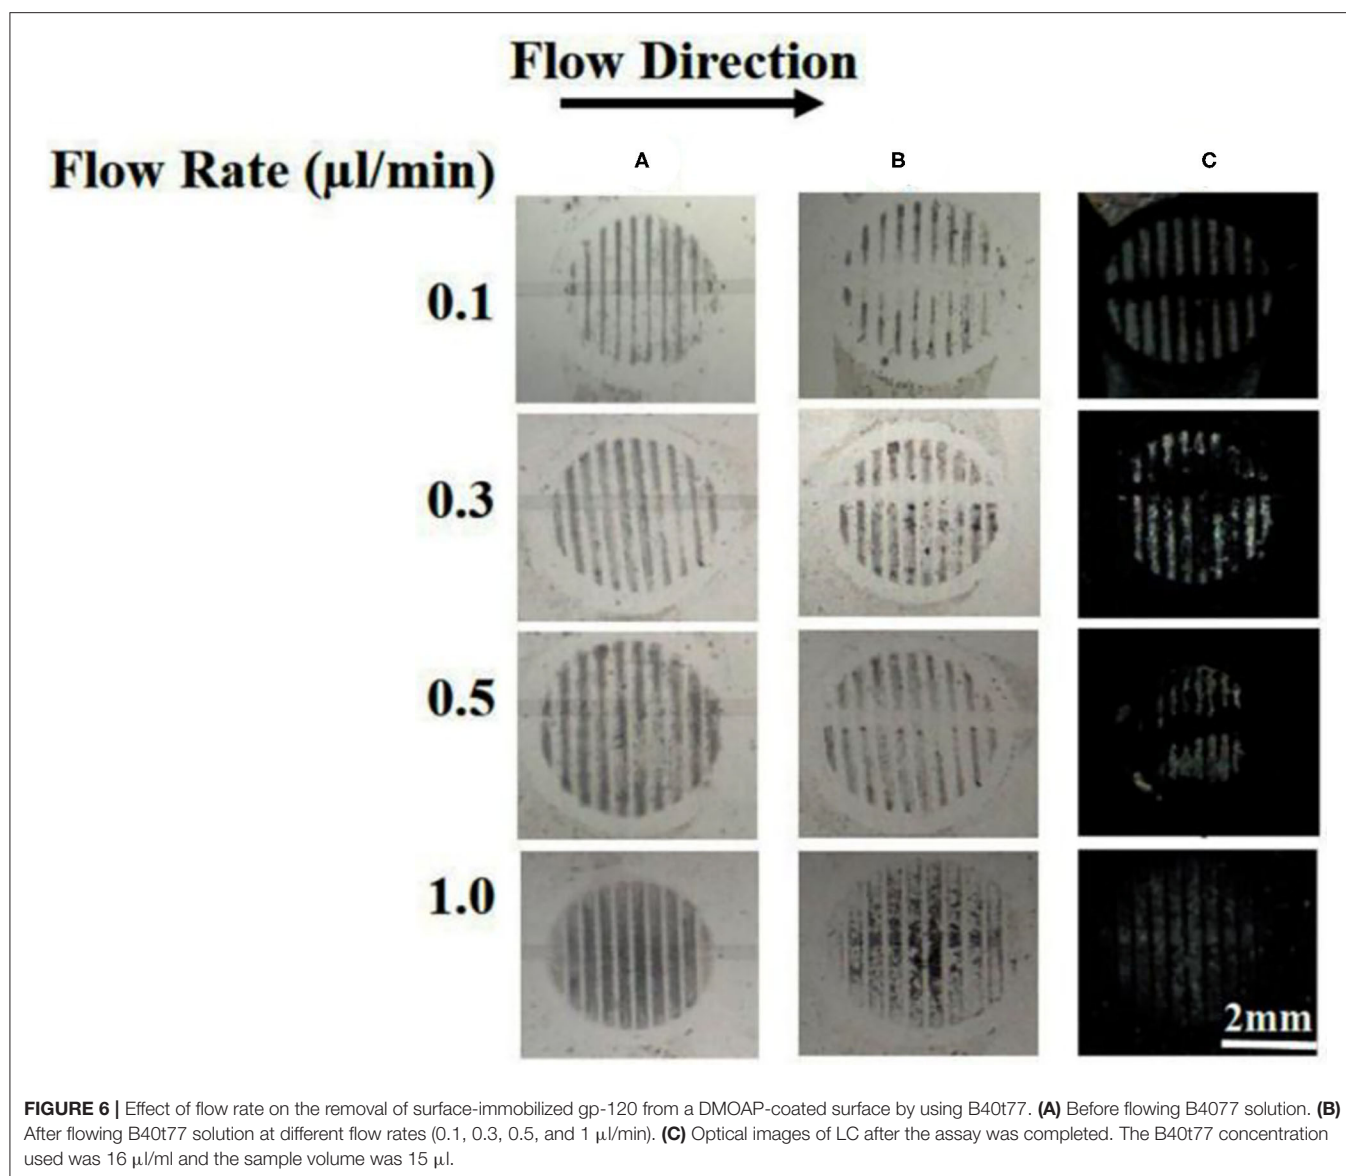 Flow Direction
Flow Rate (µl/min)
A
B
C
0.1
0.3
0.5
1.0
2mm
FIGURE 6 | Effect of flow rate on the removal of surface-immobilized gp-120 from a DMOAP-coated surface by using B40t77. (A) Before flowing B4077 solution. (B)
After flowing B40t77 solution at different flow rates (0.1, 0.3, 0.5, and 1 µl/min). (C) Optical images of LC after the assay was completed. The B40t77 concentration
used was 16 µl/ml and the sample volume was 15 µl.